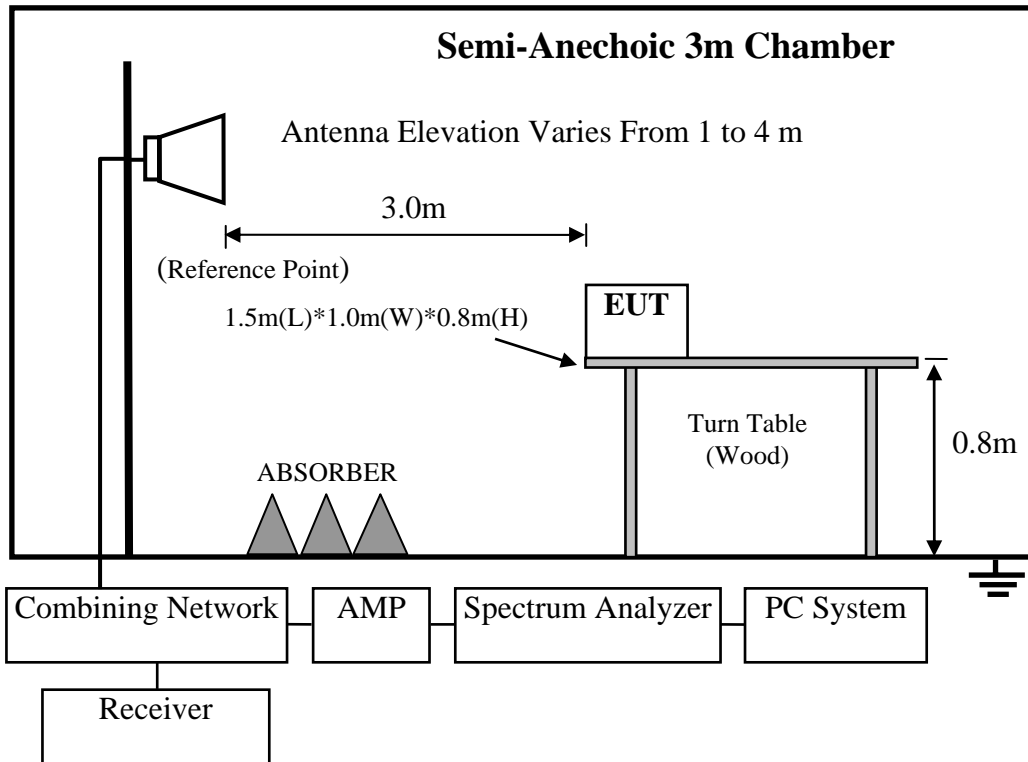 Semi-Anechoic 3m Chamber
Antenna Elevation Varies From 1 to 4 m
3.0m
(Reference Point)
1.5m(L)*1.0m(W)*0.8m(H)
EUT
Turn Table
(Wood)
0.8m
ABSORBER
Combining Network
AMP
Spectrum Analyzer
PC System
Receiver